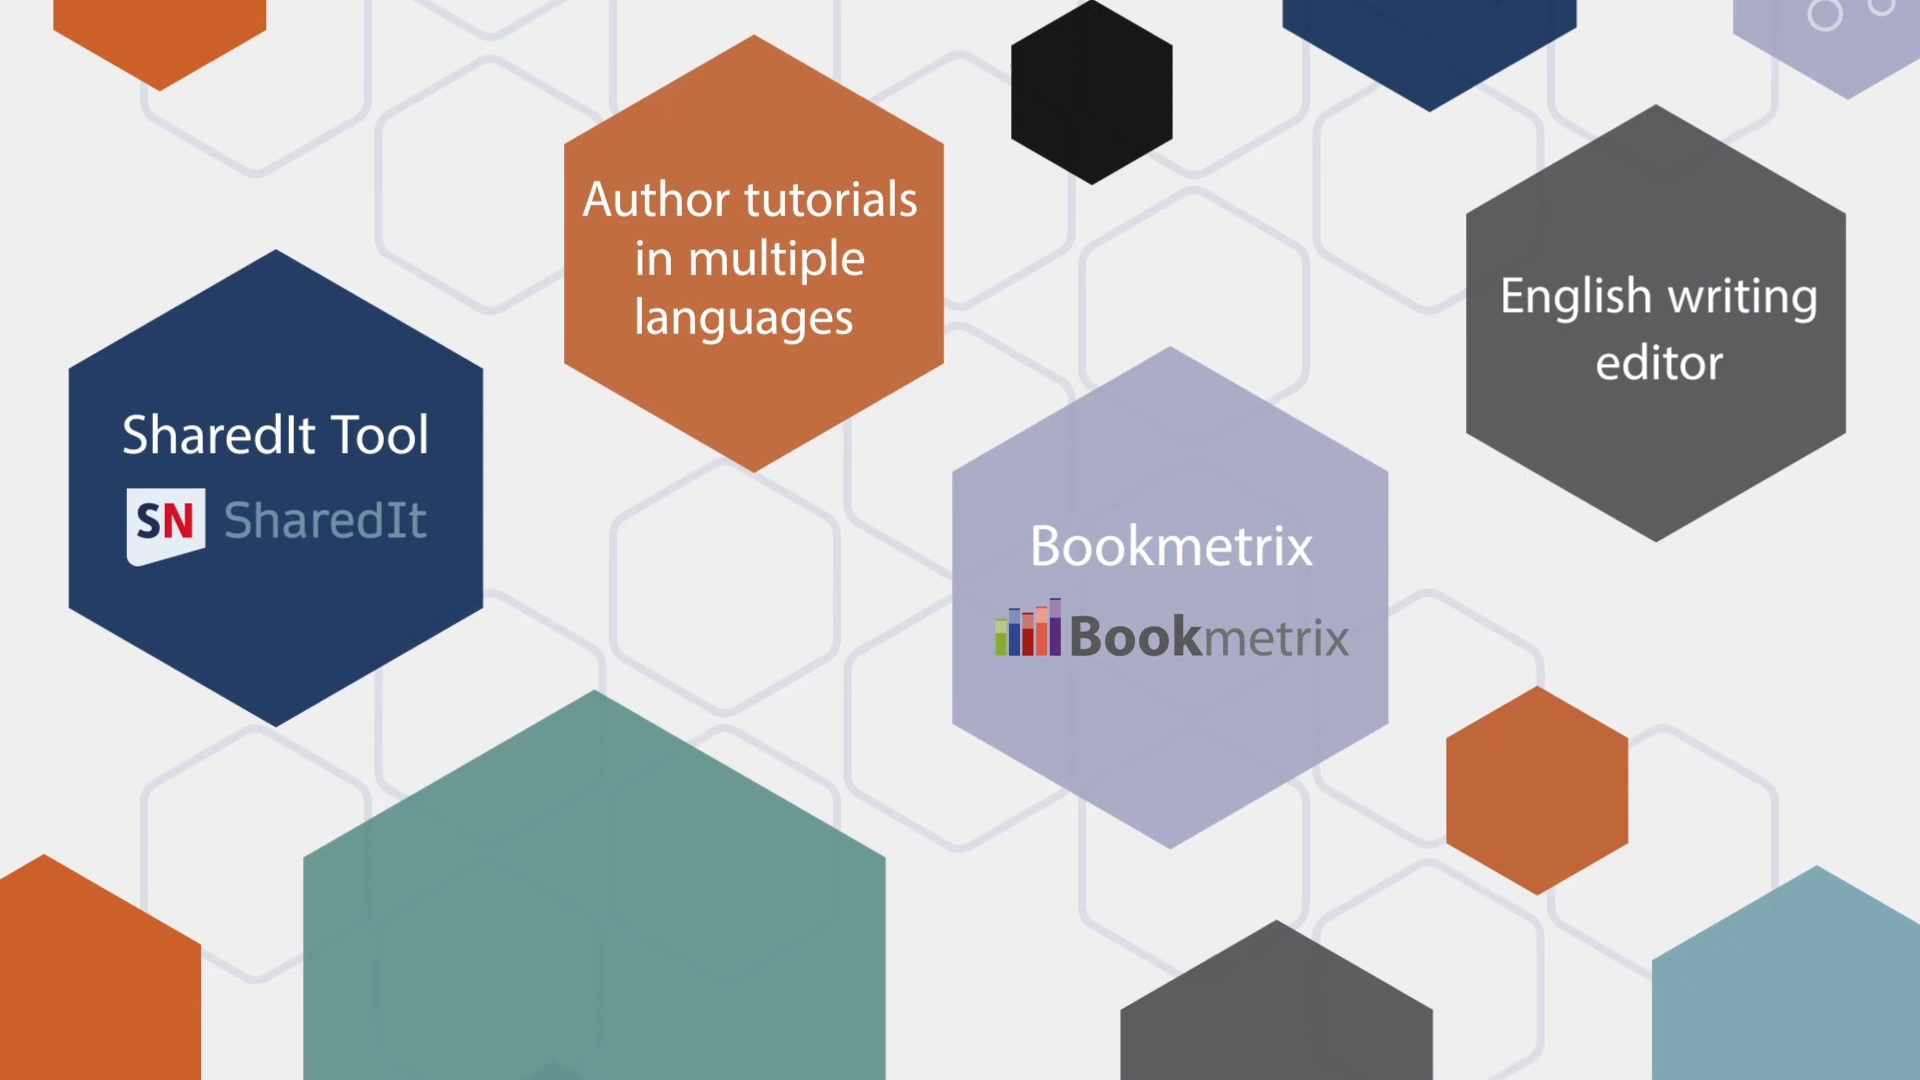 Author tutorials
in multiple
languages
English writing
editor
SharedIt Tool
SN SharedIt
Bookmetrix
Bookmetrix